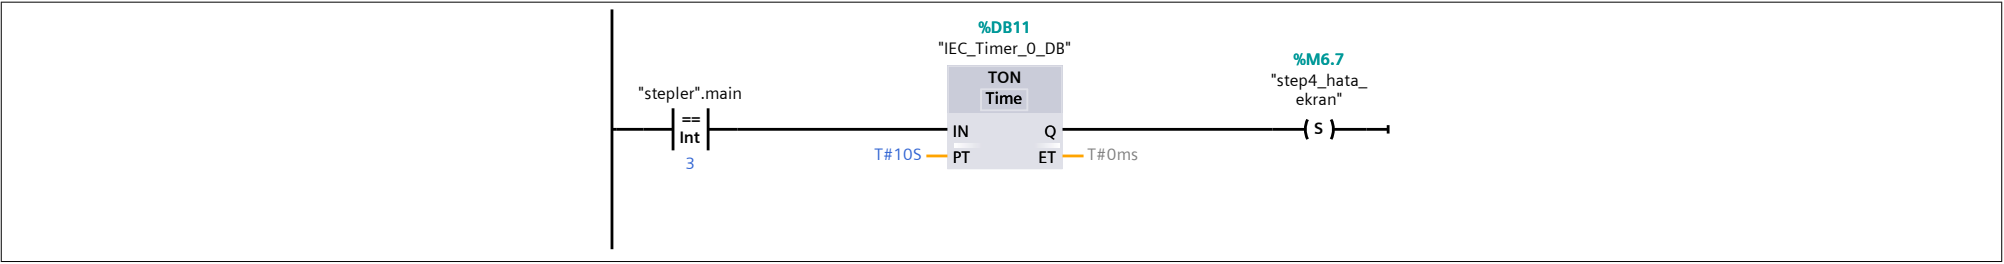 %DB11
"IEC_Timer_0_DB"
%M6.7
TON
"step4_hata_
"stepler".main
Time
ekran"
==
Int
IN
Q
S
3
T#10S
PT
ET
T#0ms